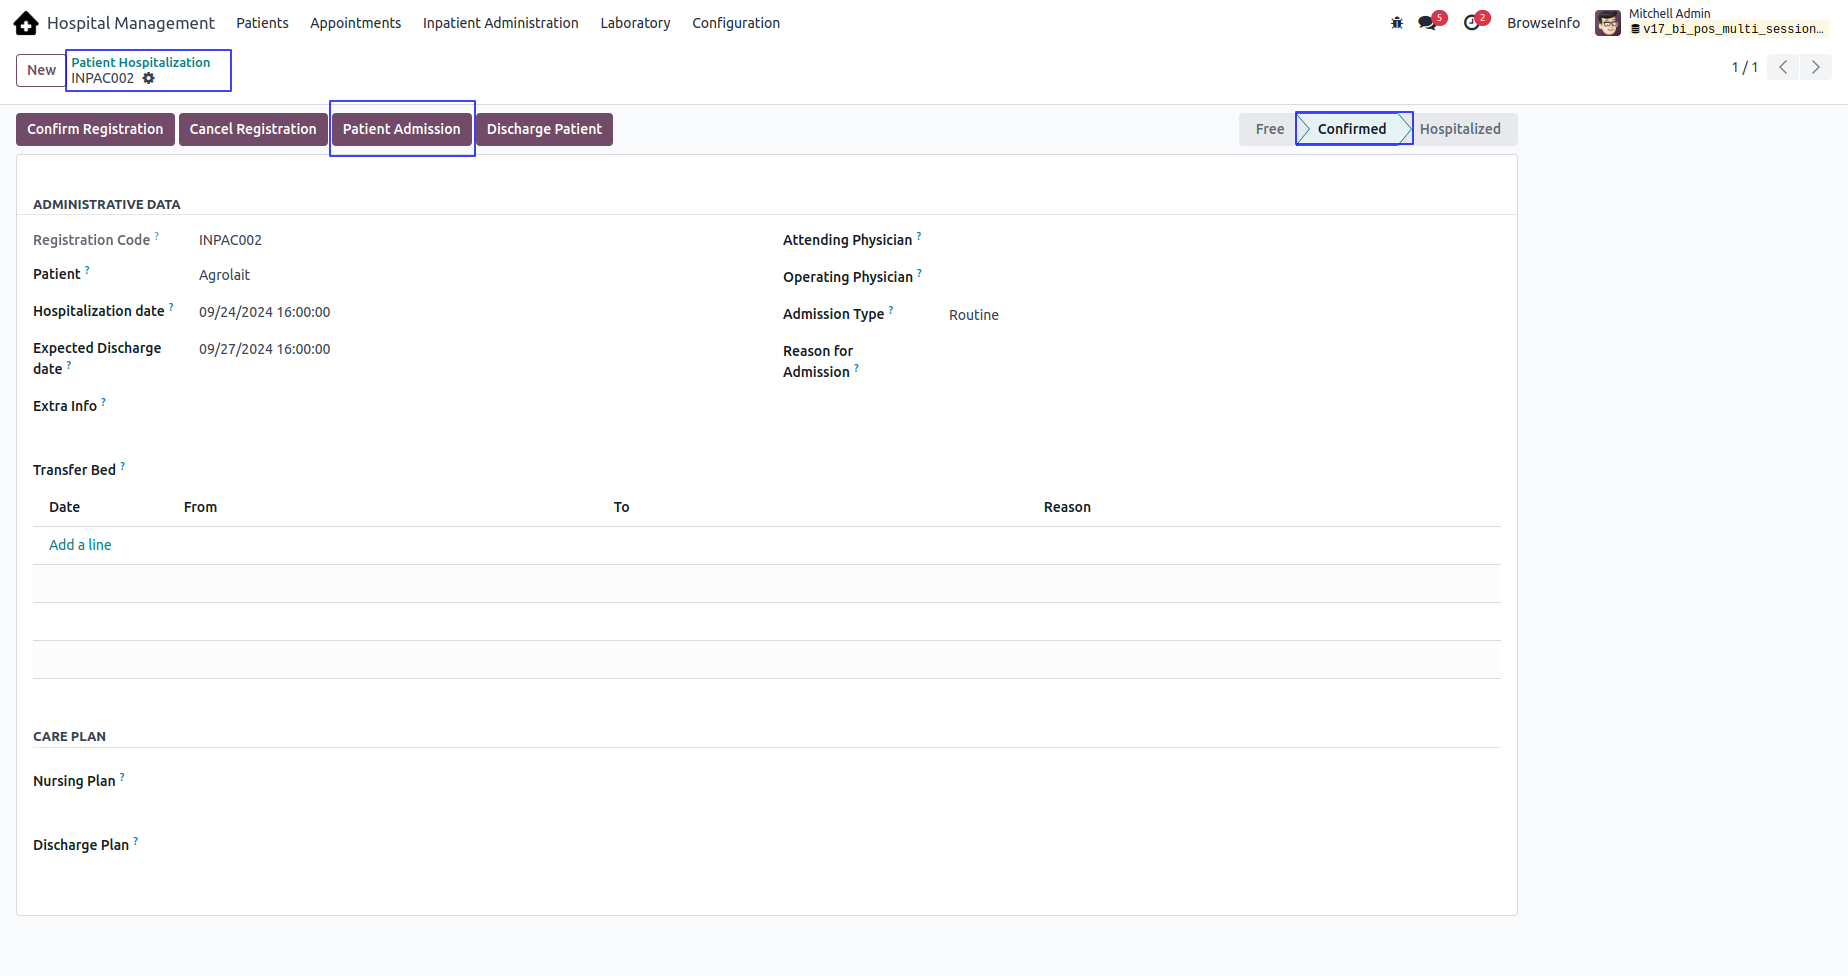 Hospital Management Patients Appointments Inpatient Administration Laboratory Configuration 5 2 BrowseInfo Mitchell Admin
v17_bi_pos_multi_session…
New Patient Hospitalization
INPAC002
1 / 1
Confirm Registration Cancel Registration Patient Admission Discharge Patient Free Confirmed Hospitalized
ADMINISTRATIVE DATA
Registration Code ? INPAC002
Patient ? Agrolait
Hospitalization date ? 09/24/2024 16:00:00
Expected Discharge
date ? 09/27/2024 16:00:00
Extra Info ?
Attending Physician ?
Operating Physician ?
Admission Type ? Routine
Reason for
Admission ?
Transfer Bed ?
Date From To Reason
Add a line
CARE PLAN
Nursing Plan ?
Discharge Plan ?